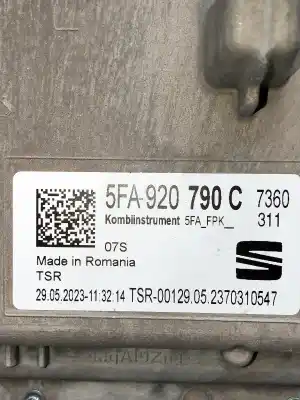 5FA 920 790 C 7360
Kombiinstrument 5FA_FPK_ 311
07S
Made in Romania
TSR
29.05.2023-11:32:14 TSR-00129.05.2370310547